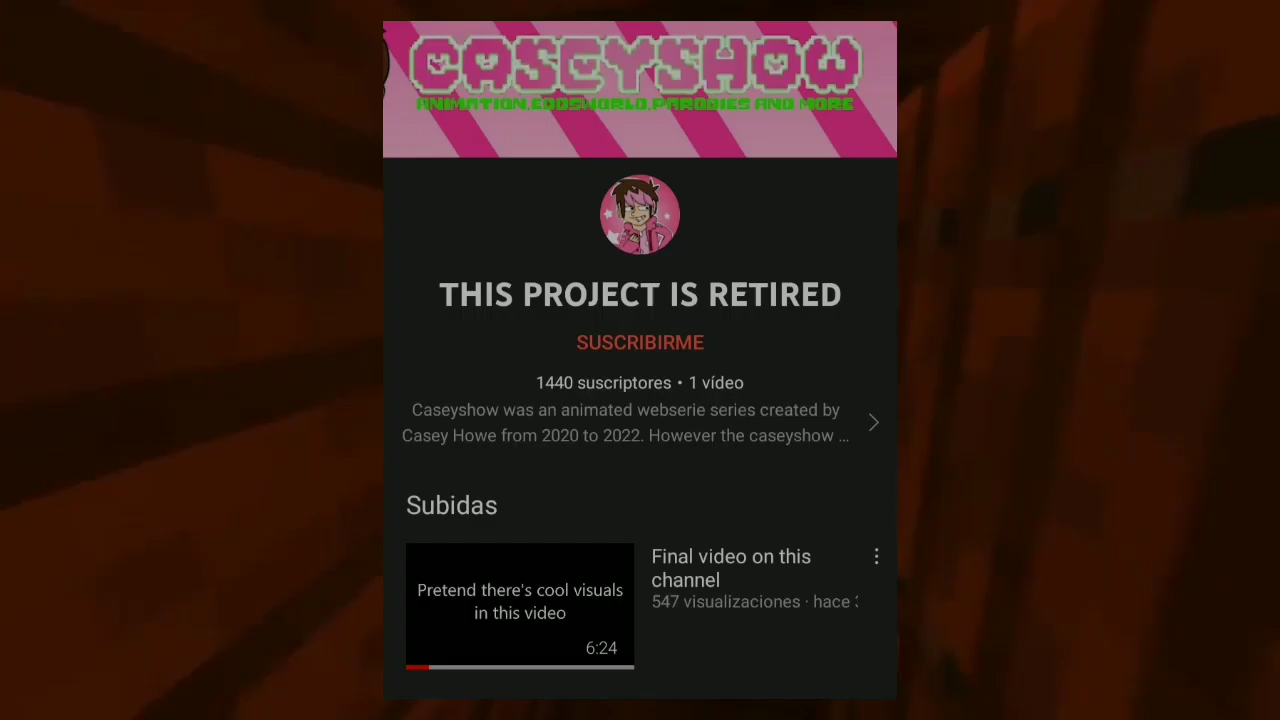 CASEYSHOW
ANIMATION,EDDSWORLD,PARODIES AND MORE
THIS PROJECT IS RETIRED
SUSCRIBIRME
1440 suscriptores • 1 vídeo
Caseyshow was an animated webserie series created by
Casey Howe from 2020 to 2022. However the caseyshow ...
Subidas
Pretend there's cool visuals
in this video
6:24
Final video on this
channel
547 visualizaciones · hace